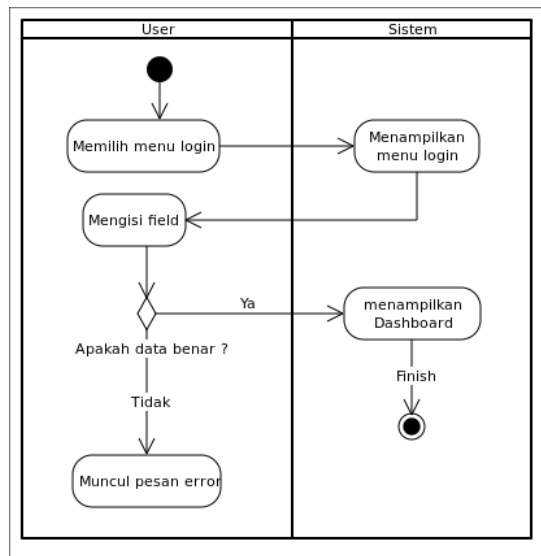 User
Sistem
Memilih menu login
Menampilkan
menu login
Mengisi field
Ya
menampilkan
Dashboard
Apakah data benar ?
Finish
Tidak
Muncul pesan error